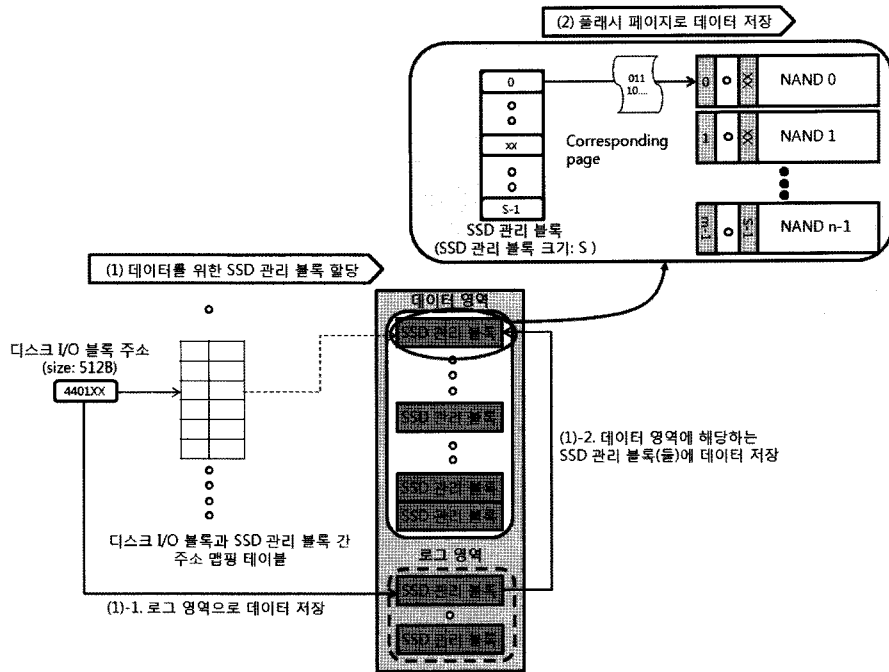 (2) 플래시 페이지로 데이터 저장
0
xx
S-1
SSD 관리 블록
(SSD 관리 블록 크기: S )
011
10....
Corresponding
page
0
XX
NAND 0
1
XX
NAND 1
m-1
S-1
NAND n-1
(1) 데이터를 위한 SSD 관리 블록 할당
디스크 I/O 블록 주소
(size: 512B)
4401XX
디스크 I/O 블록과 SSD 관리 블록 간
주소 맵핑 테이블
데이터 영역
SSD 관리 블록
SSD 관리 블록
SSD 관리 블록
SSD 관리 블록
로그 영역
SSD 관리 블록
SSD 관리 블록
(1)-1. 로그 영역으로 데이터 저장
(1)-2. 데이터 영역에 해당하는
SSD 관리 블록(들)에 데이터 저장